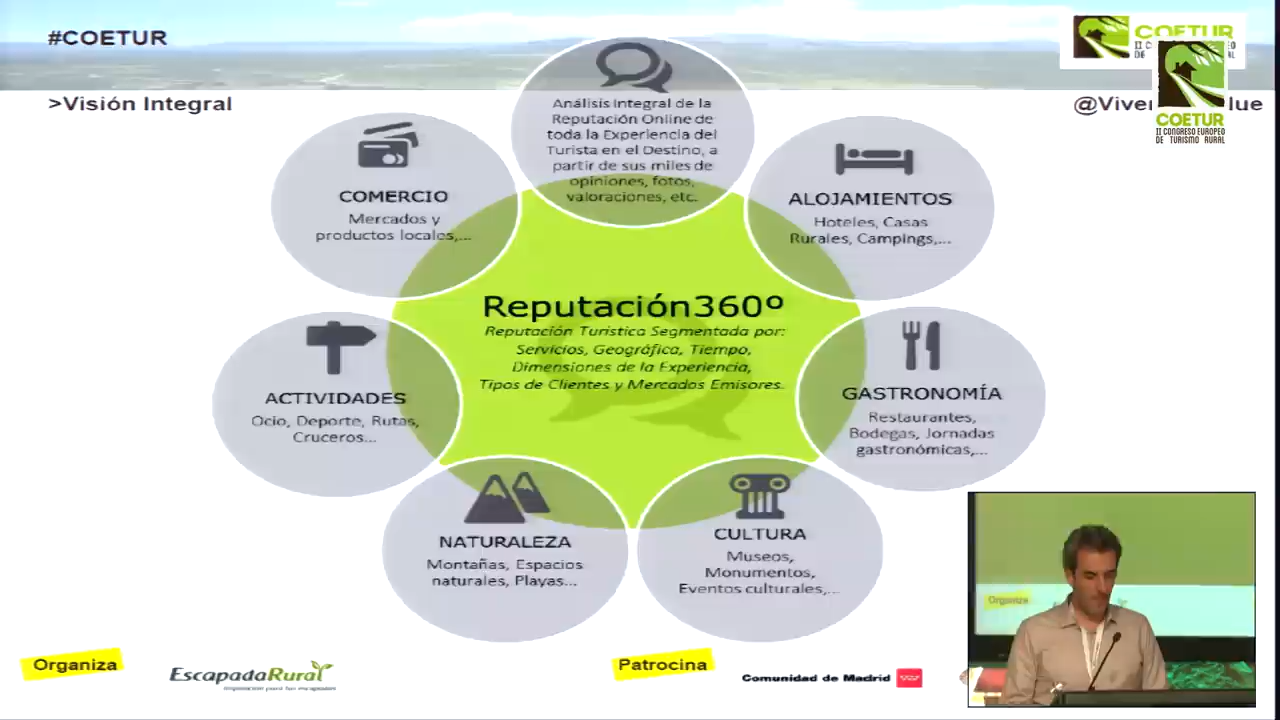 #COETUR
COETUR
>Visión Integral
COETUR
II CONGRESO EUROPEO
DE TURISMO RURAL
Análisis Integral de la
Reputación Online de
toda la Experiencia del
Turista en el Destino, a
partir de sus miles de
opiniones, fotos,
valoraciones, etc.
COMERCIO
Mercados y
productos locales,...
ALOJAMIENTOS
Hoteles, Casas
Rurales, Campings,...
Reputación360º
Reputación Turística Segmentada por:
Servicios, Geográfica, Tiempo,
Dimensiones de la Experiencia,
Tipos de Clientes y Mercados Emisores.
ACTIVIDADES
Ocio, Deporte, Rutas,
Cruceros...
GASTRONOMÍA
Restaurantes,
Bodegas, Jornadas
gastronómicas,...
NATURALEZA
Montañas, Espacios
naturales, Playas...
CULTURA
Museos,
Monumentos,
Eventos culturales,...
Organiza
EscapadaRural
Patrocina
Comunidad de Madrid
Organiza